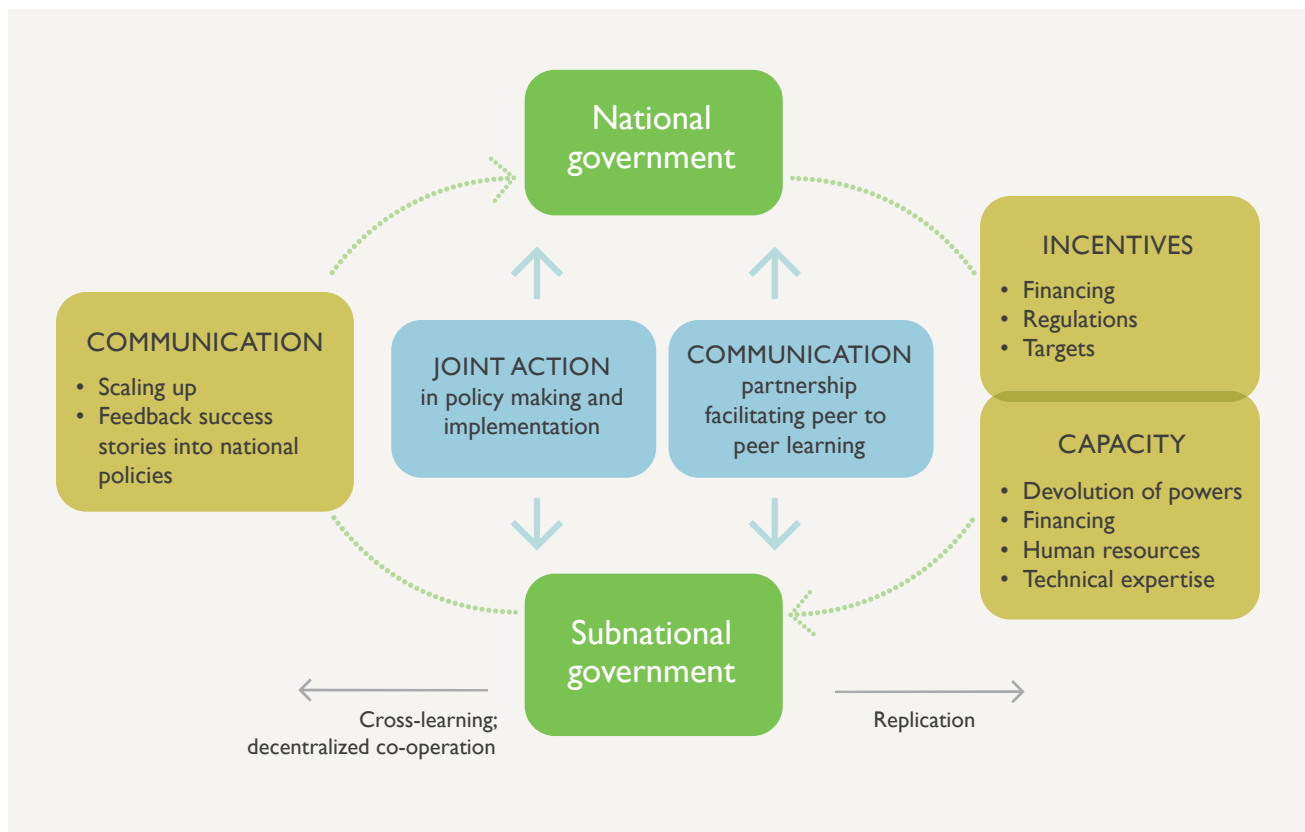 National
government
INCENTIVES
• Financing
• Regulations
• Targets
COMMUNICATION
• Scaling up
• Feedback success
stories into national
policies
JOINT ACTION
in policy making and
implementation
COMMUNICATION
partnership
facilitating peer to
peer learning
CAPACITY
• Devolution of powers
• Financing
• Human resources
• Technical expertise
Subnational
government
Cross-learning;
decentralized co-operation
Replication